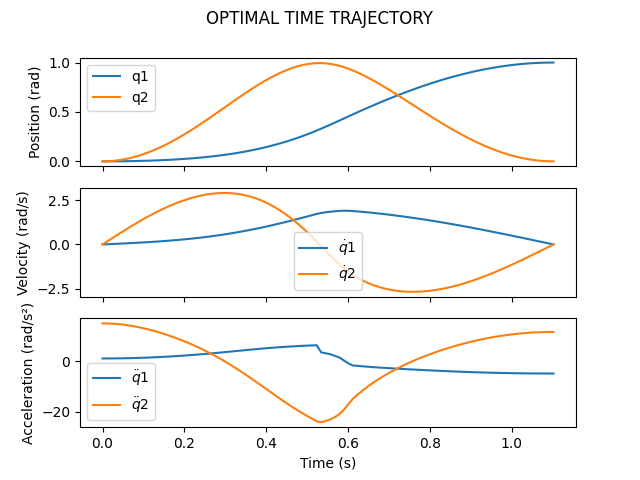 OPTIMAL TIME TRAJECTORY
Position (rad)
1.0
0.5
0.0
q1
q2
Velocity (rad/s)
2.5
0.0
−2.5
q̇1
q̇2
Acceleration (rad/s²)
0
−20
q̈1
q̈2
0.0 0.2 0.4 0.6 0.8 1.0
Time (s)